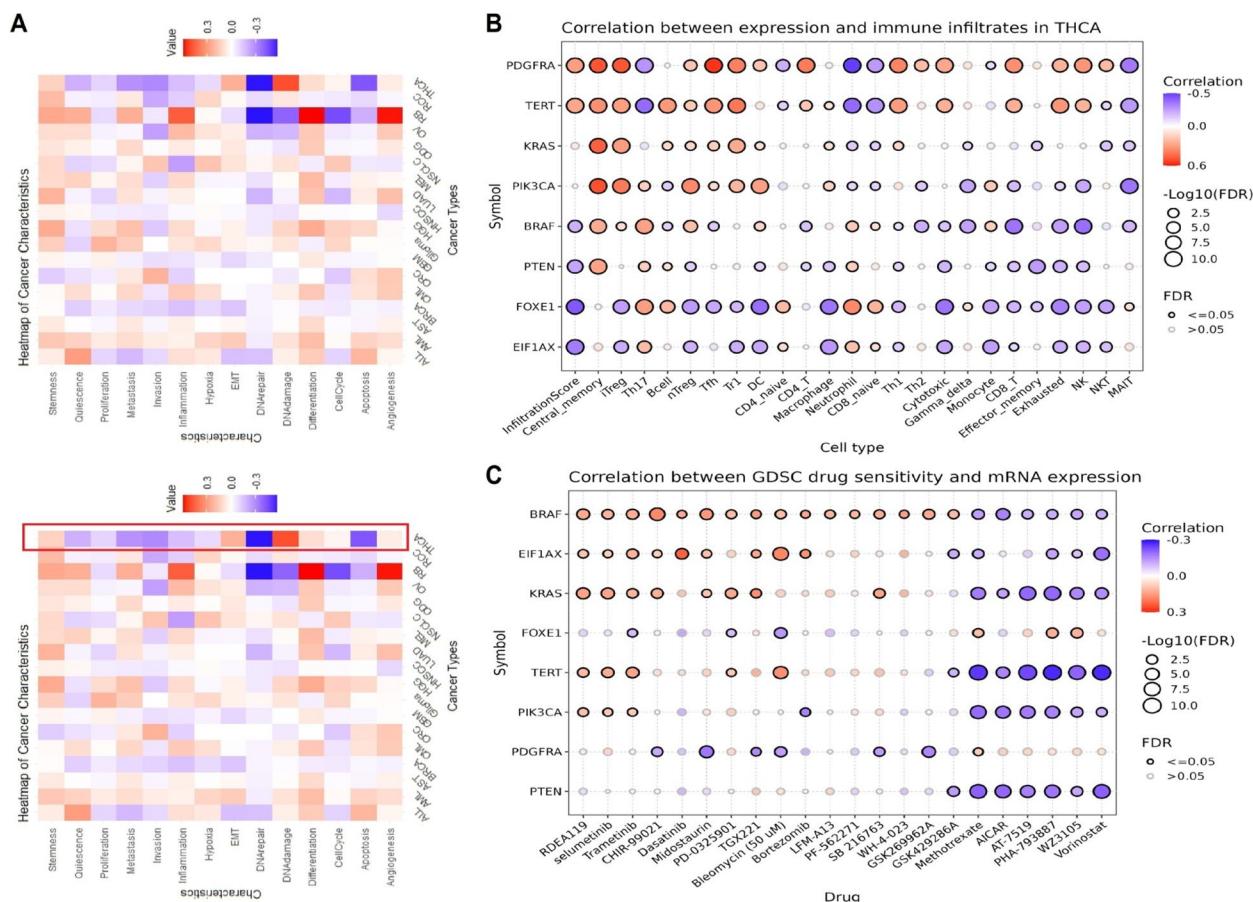 A
Value
0.3
0.0
-0.3
Heatmap of Cancer Characteristics
THCA
RCC
RB
OV
ODG
NSCLC
MEL
LUAD
HNSCC
HGG
Glioma
GBM
CRC
CML
BRCA
AST
AML
ALL
Cancer Types
Stemness
Quiescence
Proliferation
Metastasis
Invasion
Inflammation
Hypoxia
EMT
DNArepair
DNAdamage
Differentiation
CellCycle
Apoptosis
Angiogenesis
Characteristics
Value
0.3
0.0
-0.3
Heatmap of Cancer Characteristics
THCA
RCC
RB
OV
ODG
NSCLC
MEL
LUAD
HNSCC
HGG
Glioma
GBM
CRC
CML
BRCA
AST
AML
ALL
Cancer Types
Stemness
Quiescence
Proliferation
Metastasis
Invasion
Inflammation
Hypoxia
EMT
DNArepair
DNAdamage
Differentiation
CellCycle
Apoptosis
Angiogenesis
Characteristics
B
Correlation between expression and immune infiltrates in THCA
Symbol
PDGFRA
TERT
KRAS
PIK3CA
BRAF
PTEN
FOXE1
EIF1AX
InfiltrationScore
Central_memory
iTreg
Th17
Bcell
nTreg
Tfh
Tr1
DC
CD4_naive
CD4_T
Macrophage
Neutrophil
CD8_naive
Th1
Th2
Cytotoxic
Gamma_delta
Monocyte
CD8_T
Effector_memory
Exhausted
NK
NKT
MAIT
Cell type
Correlation
-0.5
0.0
0.6
-Log10(FDR)
2.5
5.0
7.5
10.0
FDR
<=0.05
>0.05
C
Correlation between GDSC drug sensitivity and mRNA expression
Symbol
BRAF
EIF1AX
KRAS
FOXE1
TERT
PIK3CA
PDGFRA
PTEN
RDEA119
selumetinib
Trametinib
CHIR-99021
Dasatinib
Midostaurin
PD-0325901
TGX221
Bleomycin (50 uM)
Bortezomib
LFM-A13
PF-562271
SB 216763
WH-4-023
GSK269962A
GSK429286A
Methotrexate
AICAR
AT-7519
PHA-793887
WZ3105
Vorinostat
Drug
Correlation
-0.3
0.0
0.3
-Log10(FDR)
2.5
5.0
7.5
10.0
FDR
<=0.05
>0.05